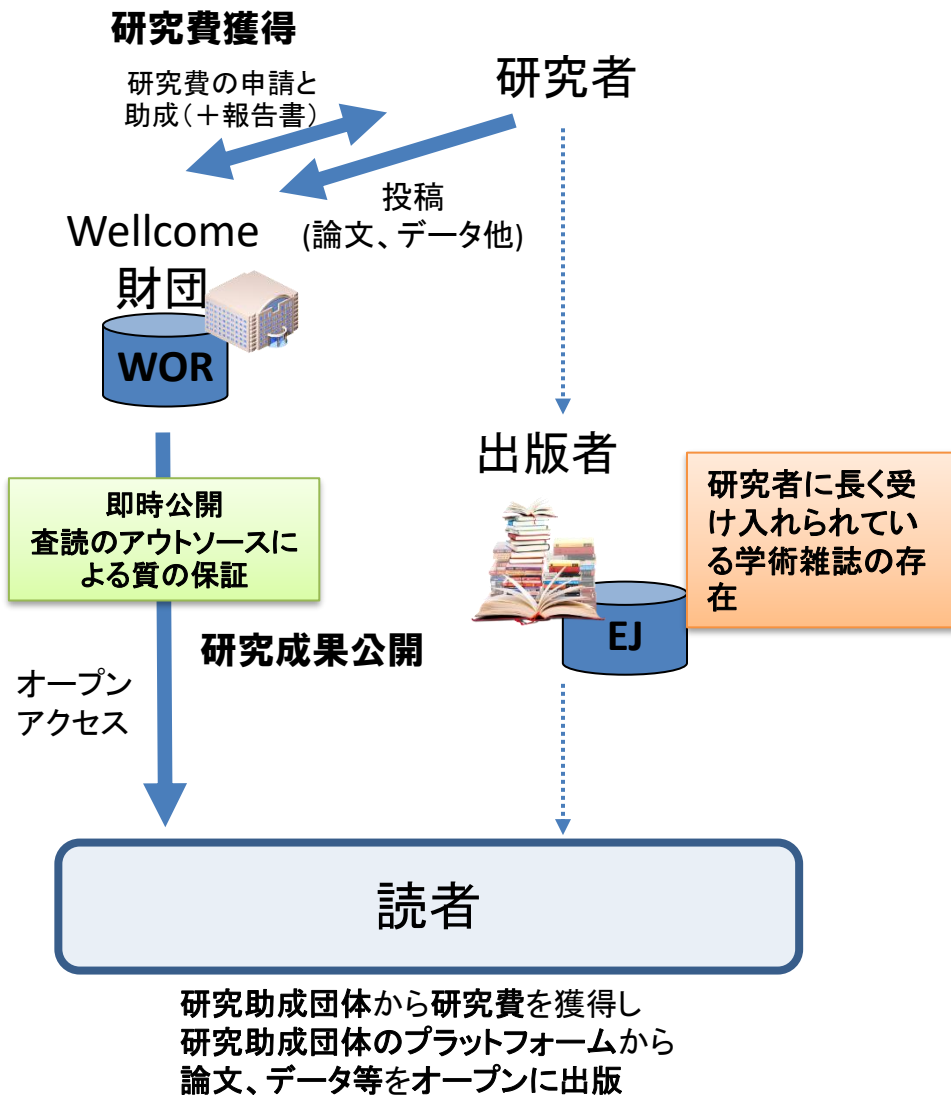 研究費獲得
研究費の申請と
助成(＋報告書)
研究者
投稿
(論文、データ他)
Wellcome
財団
WOR
出版者
研究者に長く受
け入れられてい
る学術雑誌の存
在
即時公開
査読のアウトソースに
よる質の保証
EJ
研究成果公開
オープン
アクセス
読者
研究助成団体から研究費を獲得し
研究助成団体のプラットフォームから
論文、データ等をオープンに出版